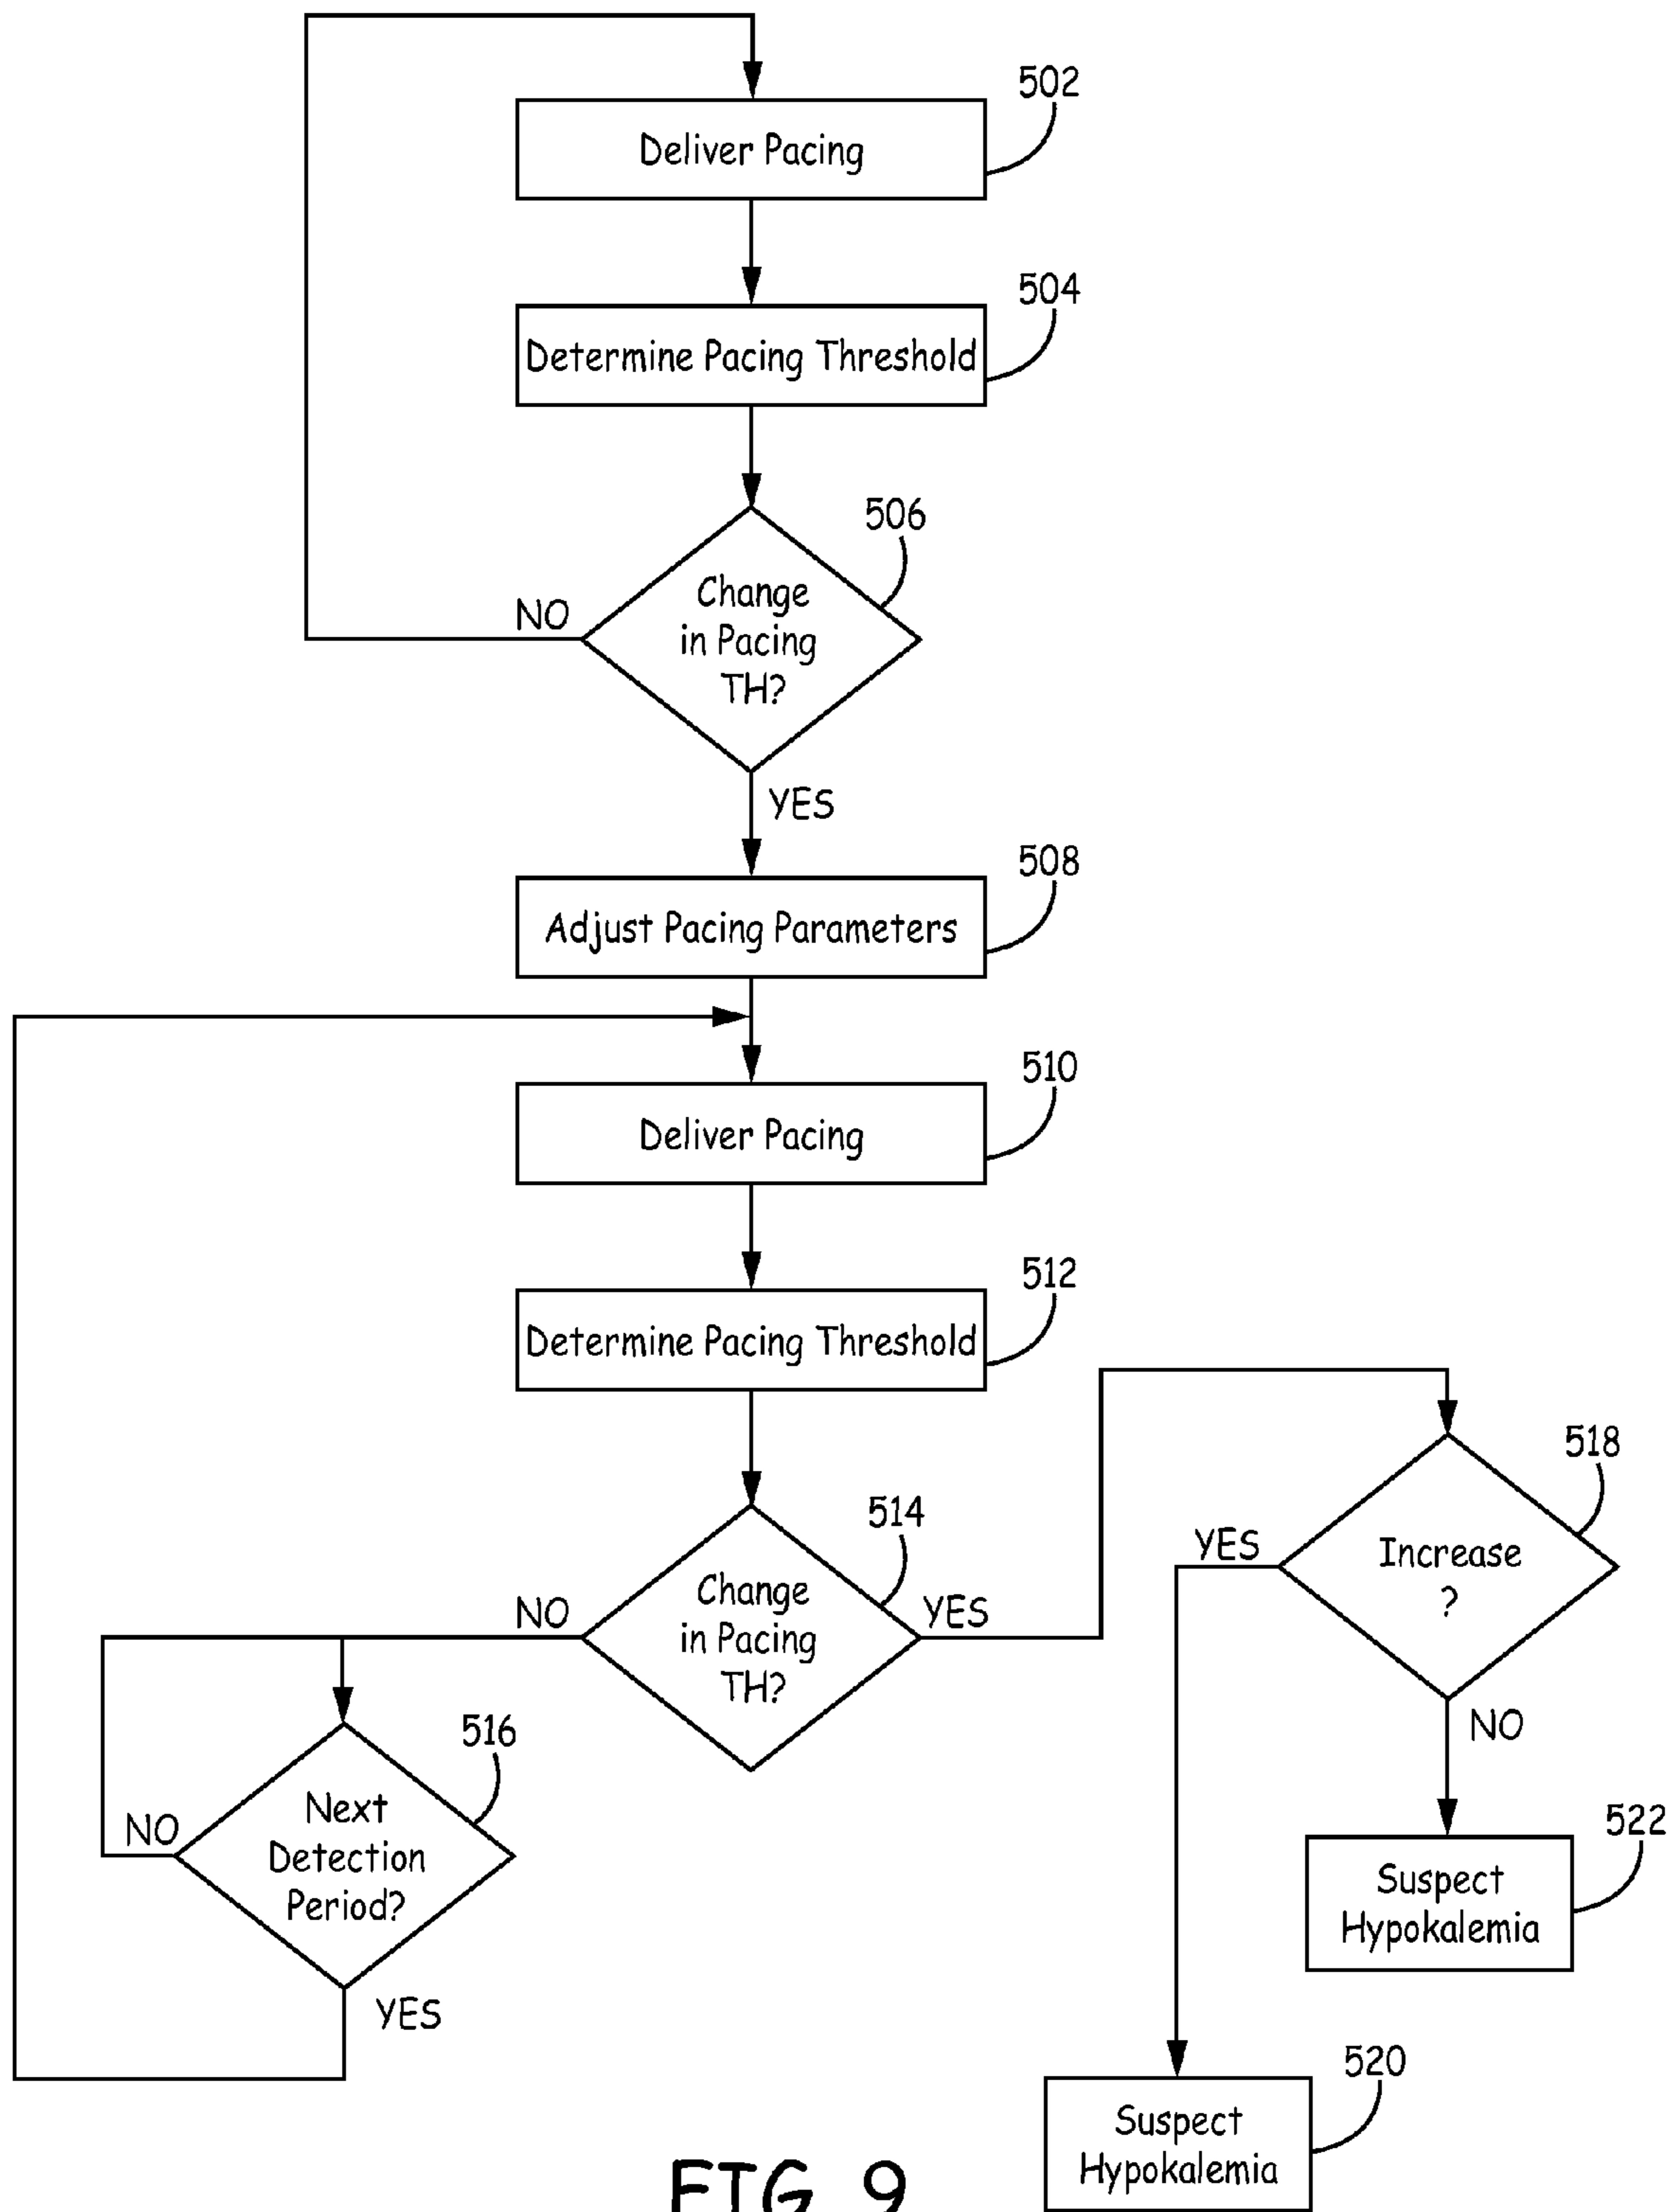 502
Deliver Pacing
504
Determine Pacing Threshold
506
Change
in Pacing
TH?
NO
YES
508
Adjust Pacing Parameters
510
Deliver Pacing
512
Determine Pacing Threshold
514
Change
in Pacing
TH?
NO
YES
516
Next
Detection
Period?
NO
YES
518
Increase
?
YES
NO
522
Suspect
Hypokalemia
520
Suspect
Hypokalemia
FIG. 9